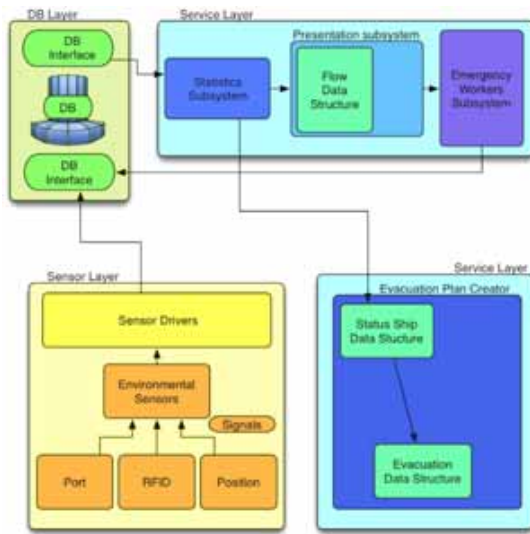 DB Layer
DB
Interface
DB
DB
Interface
Service Layer
Statistics
Subsystem
Presentation subsystem
Flow
Data
Structure
Emergency
Workers
Subsystem
Sensor Layer
Sensor Drivers
Environmental
Sensors
Signals
Port
RFID
Position
Service Layer
Evacuation Plan Creator
Status Ship
Data Stucture
Evacuation
Data Structure